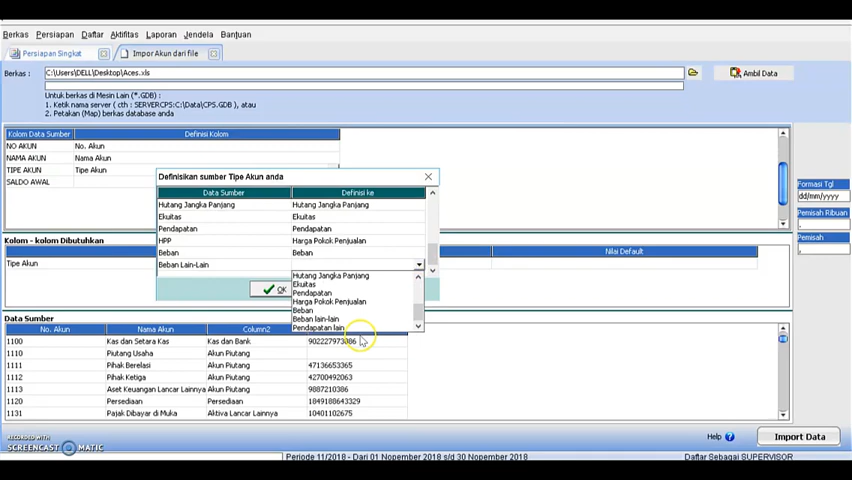 Berkas Persiapan Daftar Aktifitas Laporan Jendela Bantuan
Persiapan Singkat Impor Akun dari file
Berkas : C:\Users\DELL\Desktop\Aces.xls Ambil Data
Untuk berkas di Mesin Lain (*.GDB) :
1. Ketik nama server ( cth : SERVERCPS:C:\Data\CPS.GDB ), atau
2. Petakan (Map) berkas database anda
Kolom Data Sumber Definisi Kolom
NO AKUN No. Akun
NAMA AKUN Nama Akun
TIPE AKUN Tipe Akun
SALDO AWAL
Formasi Tgl
dd/mm/yyyy
Pemisah Ribuan
,
Pemisah
,
Definisikan sumber Tipe Akun anda
Data Sumber Definisi ke
Hutang Jangka Panjang Hutang Jangka Panjang
Ekuitas Ekuitas
Pendapatan Pendapatan
HPP Harga Pokok Penjualan
Beban Beban
Beban Lain-Lain
OK
Hutang Jangka Panjang
Ekuitas
Pendapatan
Harga Pokok Penjualan
Beban
Beban lain-lain
Pendapatan lain
Kolom - kolom Dibutuhkan
Nilai Default
Tipe Akun
Data Sumber
No. Akun Nama Akun Column2
1100 Kas dan Setara Kas Kas dan Bank 902227973086
1110 Piutang Usaha Akun Piutang
1111 Pihak Berelasi Akun Piutang 47136653365
1112 Pihak Ketiga Akun Piutang 42700492063
1113 Aset Keuangan Lancar Lainnya Akun Piutang 9887210386
1120 Persediaan Persediaan 1849188643329
1131 Pajak Dibayar di Muka Aktiva Lancar Lainnya 10401102675
Help ? Import Data
RECORDED WITH
SCREENCAST MATIC
Periode 11/2018 - Dari 01 Nopember 2018 s/d 30 Nopember 2018 Daftar Sebagai SUPERVISOR